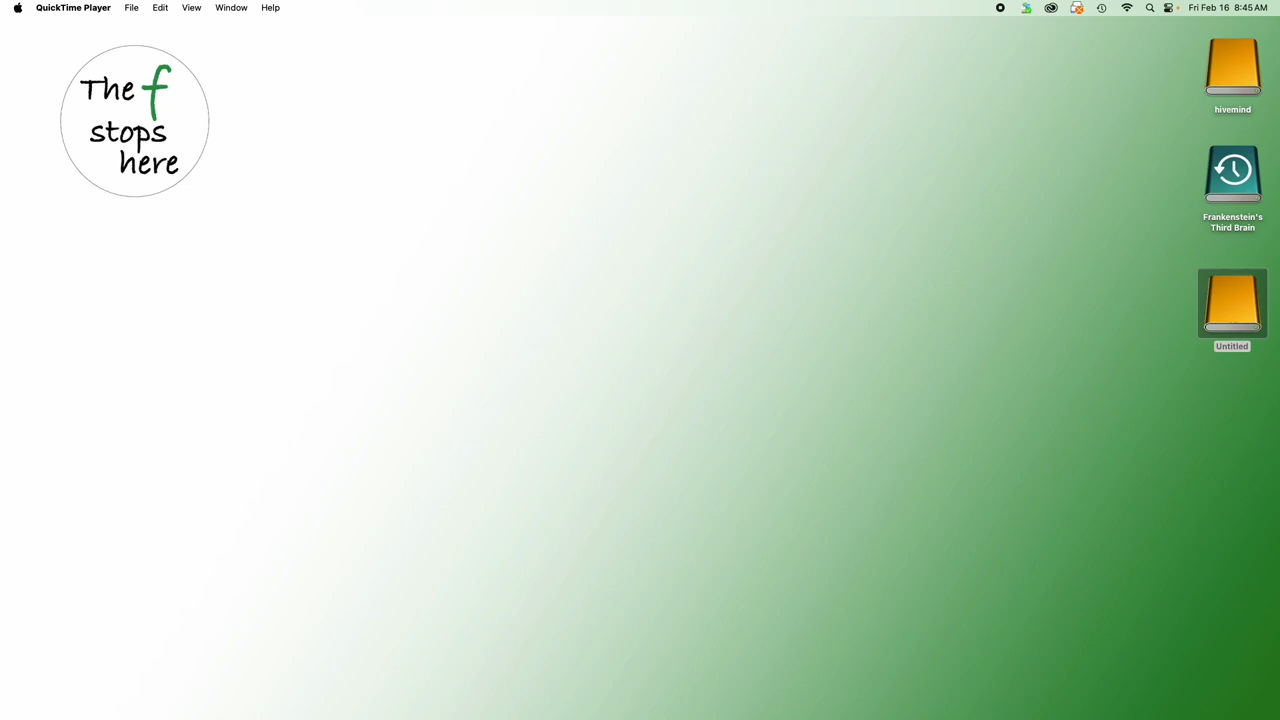 QuickTime Player File Edit View Window Help Fri Feb 16 8:45 AM
The f
stops
here
hivemind
Frankenstein's
Third Brain
Untitled